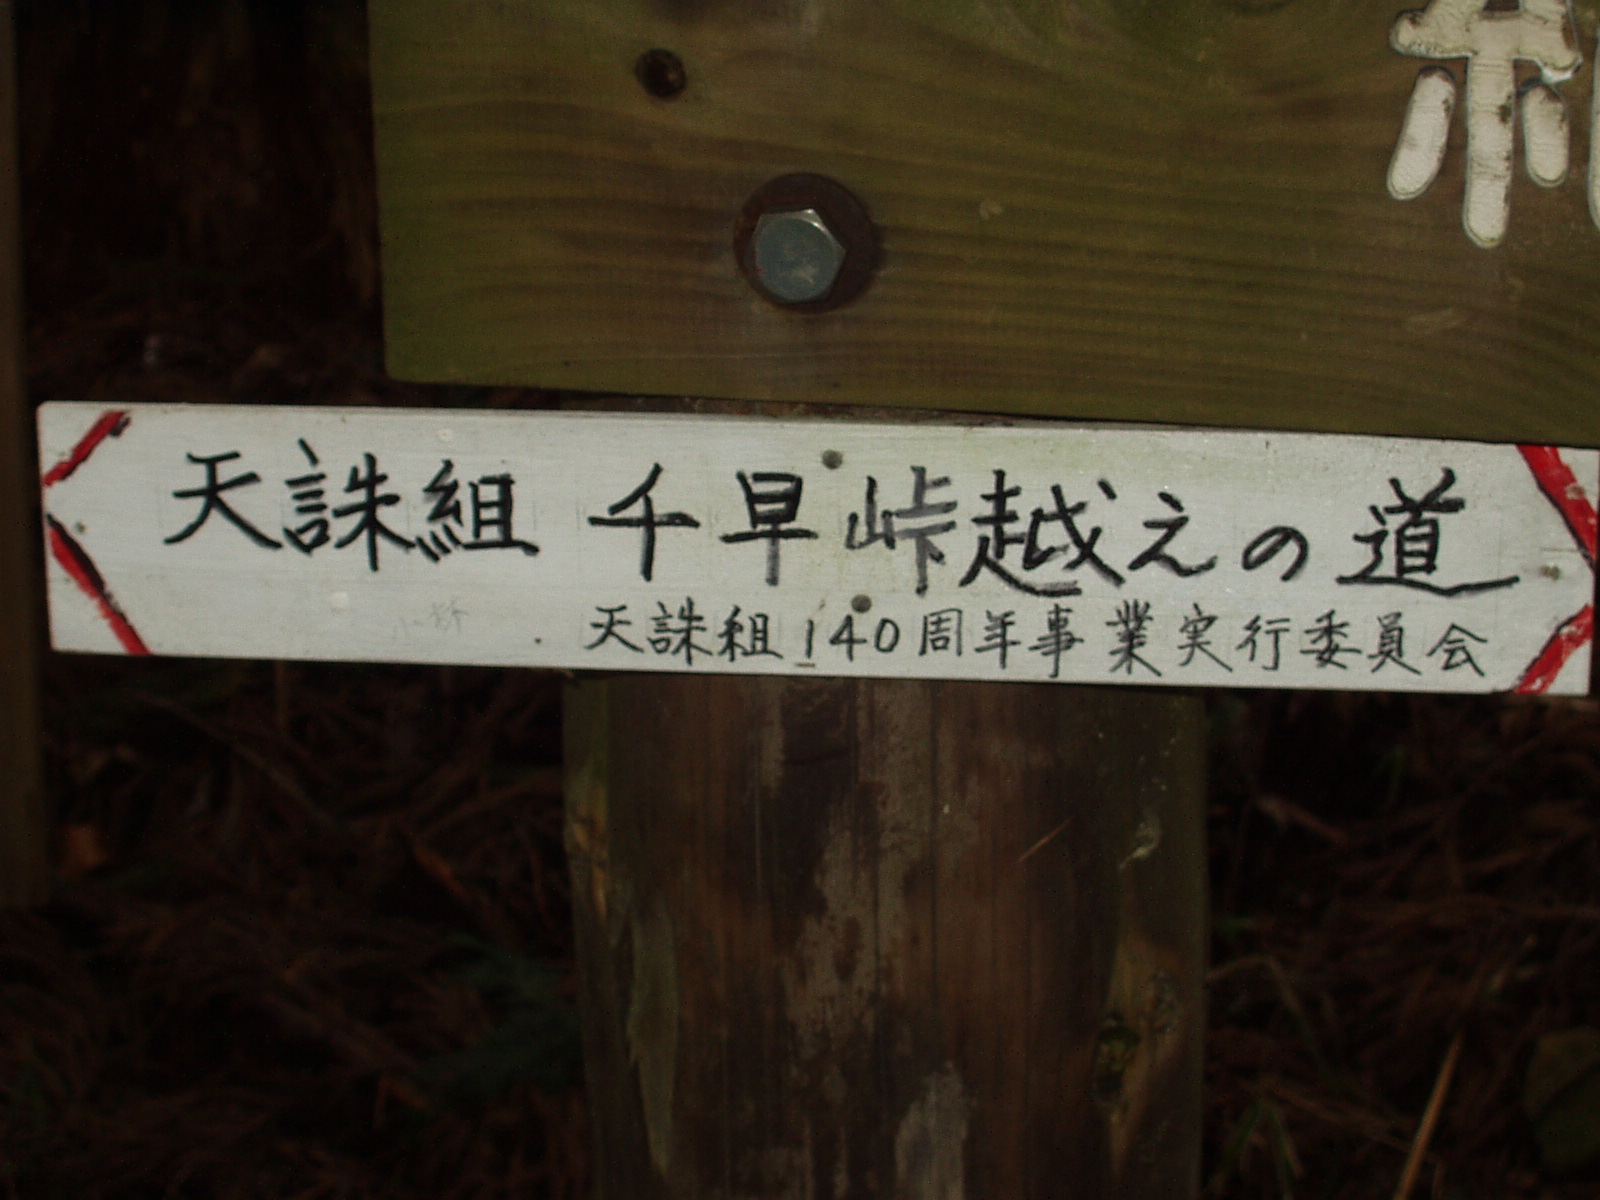 天誅組 千早峠越えの道
天誅組140周年事業実行委員会